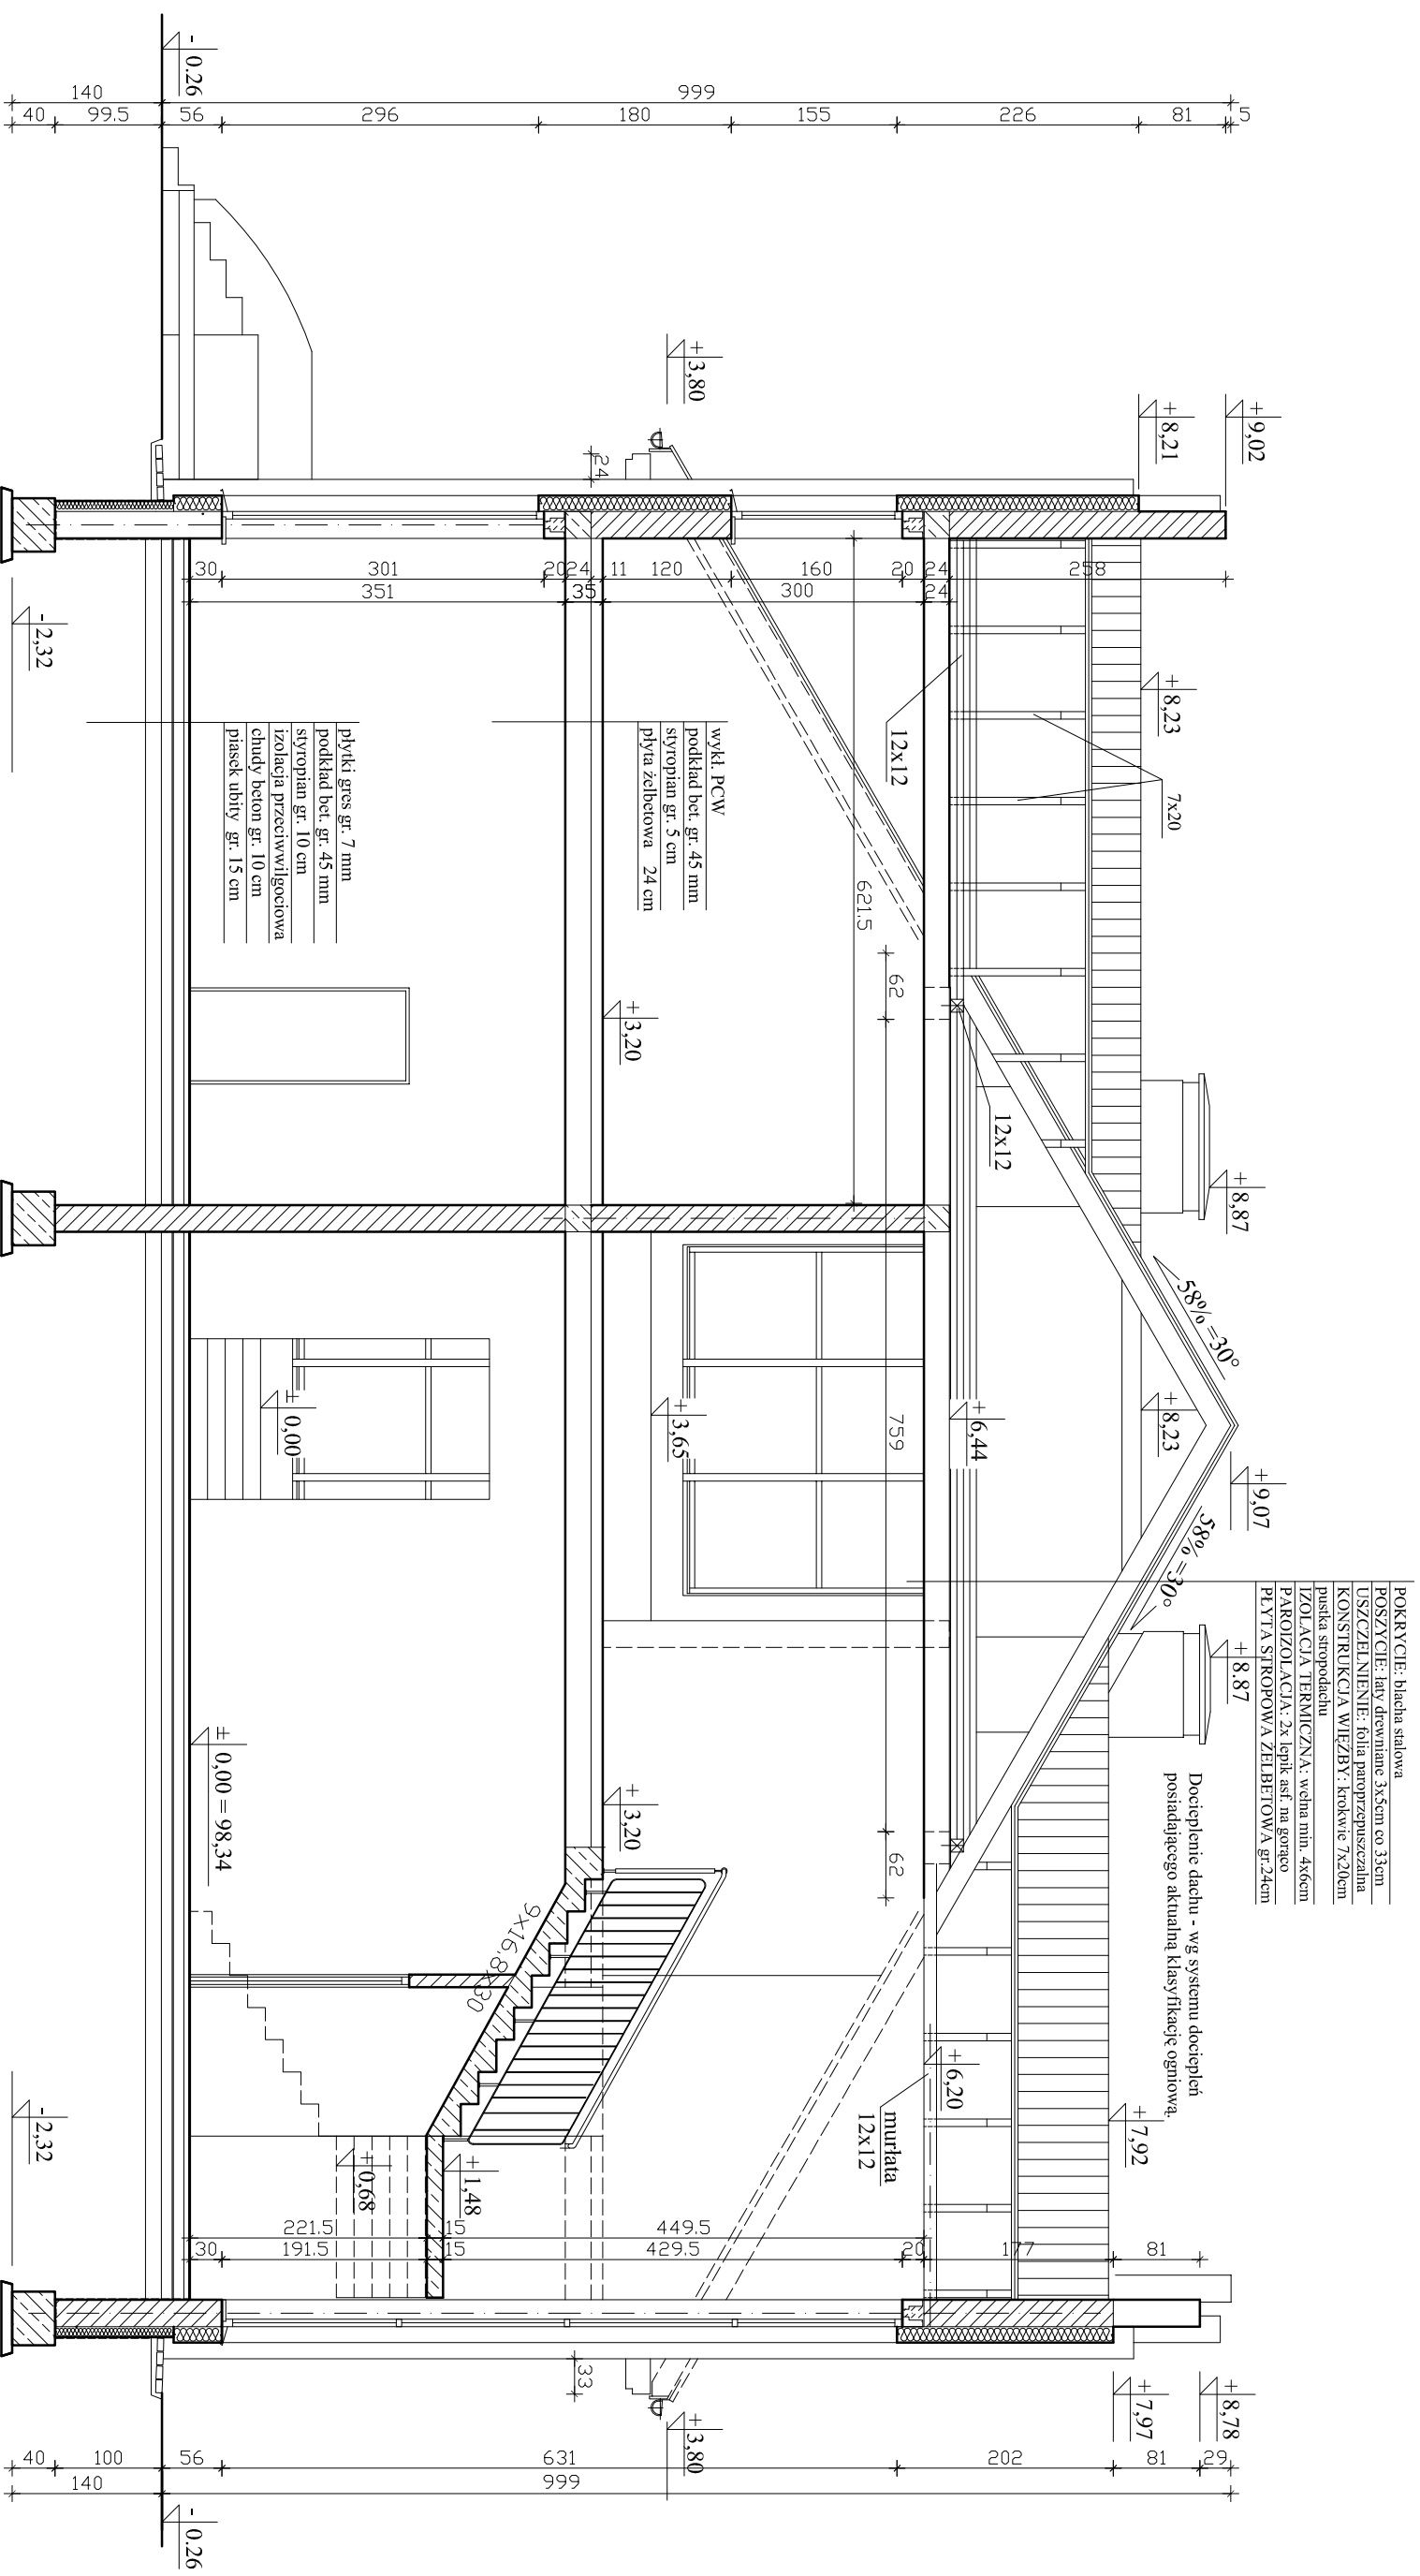 POKRYCIE: blacha stalowa
POSZYCIE: łaty drewniane 3x5cm co 33cm
USZCZELNIENIE: folia paroprzepuszczalna
KONSTRUKCJA WIĘŹBY: krokwie 7x20cm
pustka stropodachu
IZOLACJA TERMICZNA: wełna min. 4x6cm
PAROIZOLACJA: 2x lepik asf. na gorąco
PŁYTA STROPOWA ŻELBETOWA gr.24cm
Docieplenie dachu - wg systemu dociepleń
posiadającego aktualną klasyfikację ogniową.
+ 9,02
+ 8,21
+ 8,23
7x20
+ 8,87
58% =30°
+ 8,23
+ 9,07
58% =30°
+ 8.87
+ 7,92
+ 8,78
+ 7,97
12x12
12x12
+ 6,44
+ 6,20
murłata
12x12
62
759
62
621.5
+ 3,80
+ 3,80
24
33
wykł. PCW
podkład bet. gr. 45 mm
styropian gr. 5 cm
płyta żelbetowa 24 cm
+ 3,20
+ 3,65
+ 3,20
9x16.8x30
płytki gres gr. 7 mm
podkład bet. gr. 45 mm
styropian gr. 10 cm
izolacja przeciwwilgociowa
chudy beton gr. 10 cm
piasek ubity gr. 15 cm
± 0,00
± 0,00 = 98,34
+ 1,48
+0,68
- 0.26
- 0.26
- 2,32
- 2,32
140 999
40 99.5 56 296 180 155 226 81 5
30 301 20 24 11 120 160 20 24 258
351 35 300 24
221.5 15 449.5
30 191.5 15 429.5 20 177 81
40 100 56 631 202 81 29
140 999